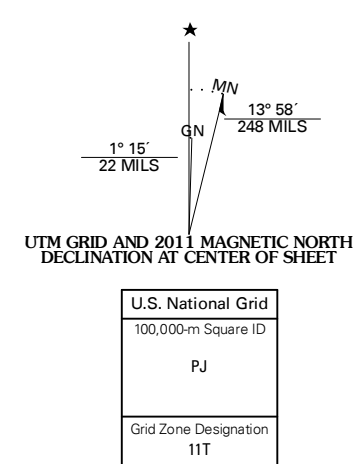 MN
GN
13° 58´
248 MILS
1° 15´
22 MILS
UTM GRID AND 2011 MAGNETIC NORTH
DECLINATION AT CENTER OF SHEET
U.S. National Grid
100,000-m Square ID
PJ
Grid Zone Designation
11T